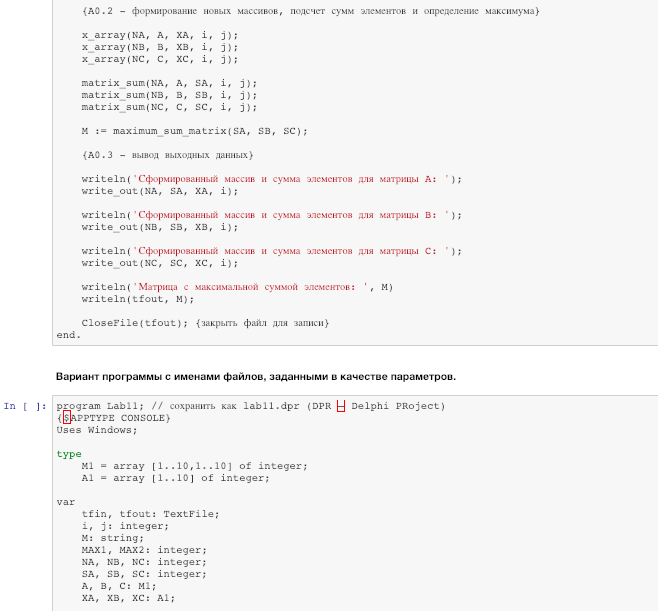 {A0.2 – формирование новых массивов, подсчет сумм элементов и определение максимума}
x_array(NA, A, XA, i, j);
x_array(NB, B, XB, i, j);
x_array(NC, C, XC, i, j);
matrix_sum(NA, A, SA, i, j);
matrix_sum(NB, B, SB, i, j);
matrix_sum(NC, C, SC, i, j);
M := maximum_sum_matrix(SA, SB, SC);
{A0.3 – вывод выходных данных}
writeln('Сформированный массив и сумма элементов для матрицы A: ');
write_out(NA, SA, XA, i);
writeln('Сформированный массив и сумма элементов для матрицы B: ');
write_out(NB, SB, XB, i);
writeln('Сформированный массив и сумма элементов для матрицы C: ');
write_out(NC, SC, XC, i);
writeln('Матрица с максимальной суммой элементов: ', M)
writeln(tfout, M);
CloseFile(tfout); {закрыть файл для записи}
end.
Вариант программы с именами файлов, заданными в качестве параметров.
In [ ]: program Lab11; // сохранить как lab11.dpr (DPR – Delphi PRoject)
{$APPTYPE CONSOLE}
Uses Windows;
type
M1 = array [1..10,1..10] of integer;
A1 = array [1..10] of integer;
var
tfin, tfout: TextFile;
i, j: integer;
M: string;
MAX1, MAX2: integer;
NA, NB, NC: integer;
SA, SB, SC: integer;
A, B, C: M1;
XA, XB, XC: A1;